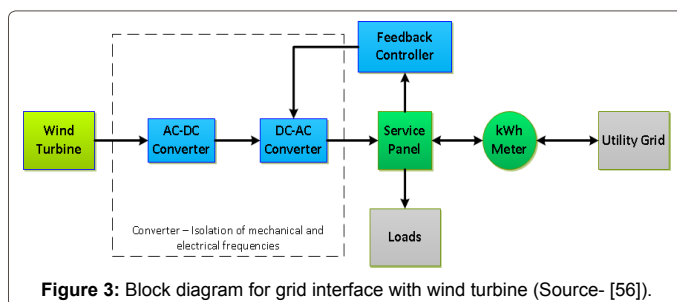 Feedback
Controller
Wind
Turbine
AC-DC
Converter
DC-AC
Converter
Service
Panel
kWh
Meter
Utility Grid
Converter – Isolation of mechanical and
electrical frequencies
Loads
Figure 3: Block diagram for grid interface with wind turbine (Source- [56]).